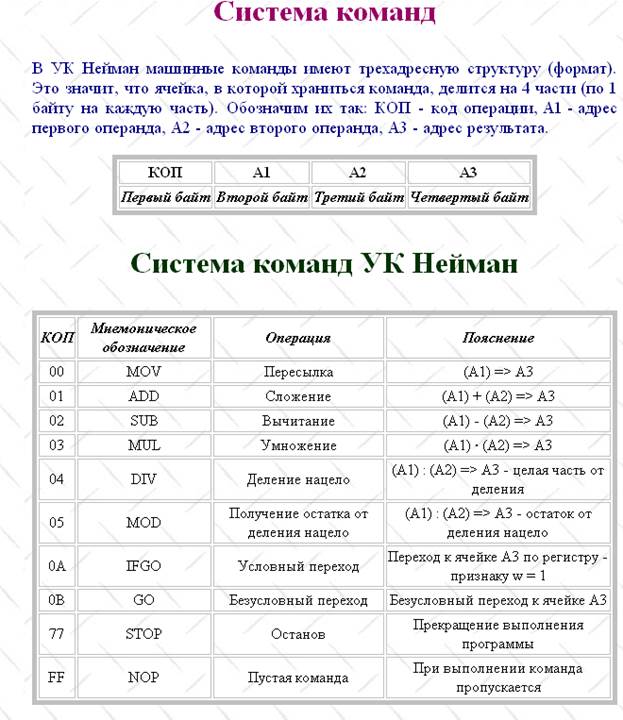 Система команд
В УК Нейман машинные команды имеют трехадресную структуру (формат).
Это значит, что ячейка, в которой храниться команда, делится на 4 части (по 1
байту на каждую часть). Обозначим их так: КОП - код операции, А1 - адрес
первого операнда, А2 - адрес второго операнда, А3 - адрес результата.
КОП А1 А2 А3
Первый байт Второй байт Третий байт Четвертый байт
Система команд УК Нейман
КОП Мнемоническое обозначение Операция Пояснение
00 MOV Пересылка (А1) => А3
01 ADD Сложение (А1) + (А2) => А3
02 SUB Вычитание (А1) - (А2) => А3
03 MUL Умножение (А1) · (А2) => А3
04 DIV Деление нацело (А1) : (А2) => А3 - целая часть от
деления
05 MOD Получение остатка от
деления нацело (А1) : (А2) => А3 - остаток от
деления нацело
0A IFGO Условный переход Переход к ячейке А3 по регистру -
признаку w = 1
0B GO Безусловный переход Безусловный переход к ячейке А3
77 STOP Останов Прекращение выполнения
программы
FF NOP Пустая команда При выполнении команда
пропускается